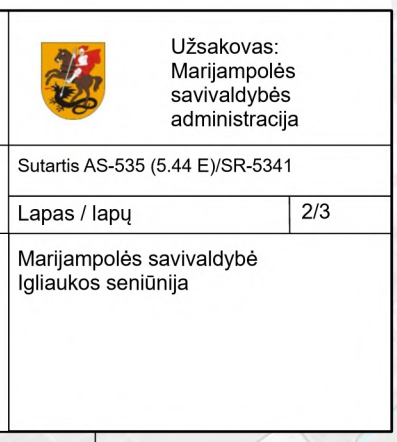 Užsakovas:
Marijampolės
savivaldybės
administracija
Sutartis AS-535 (5.44 E)/SR-5341
Lapas / lapų 2/3
Marijampolės savivaldybė
Igliaukos seniūnija